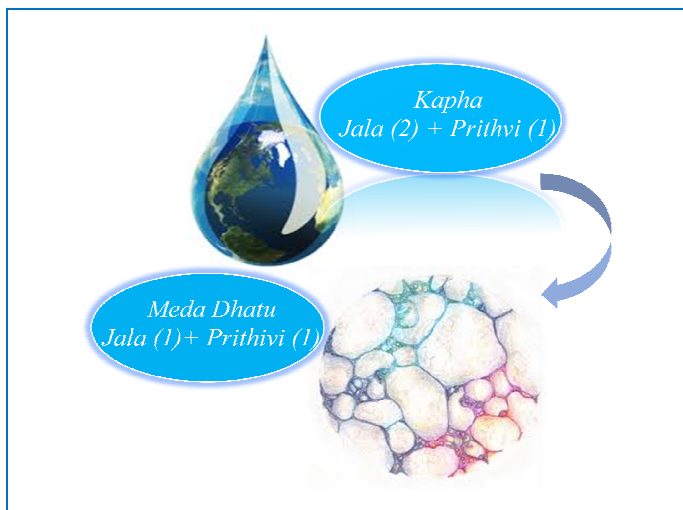 Kapha
Jala (2) + Prithvi (1)
Meda Dhatu
Jala (1)+ Prithivi (1)